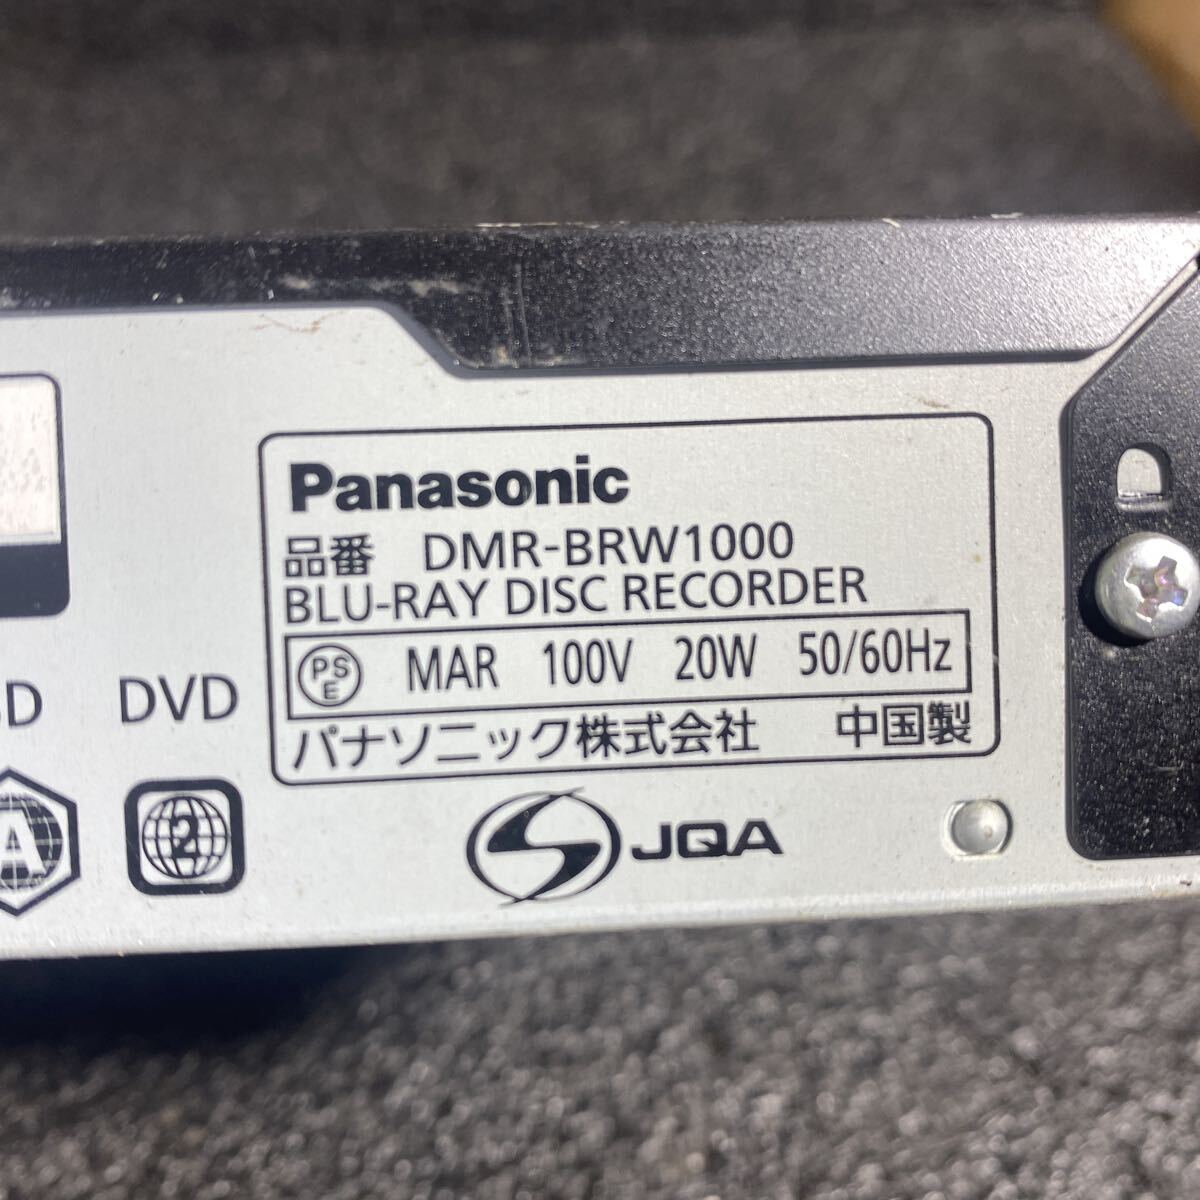 Panasonic
品番 DMR-BRW1000
BLU-RAY DISC RECORDER
PSE MAR 100V 20W 50/60Hz
パナソニック株式会社 中国製
DVD
A
2
JQA